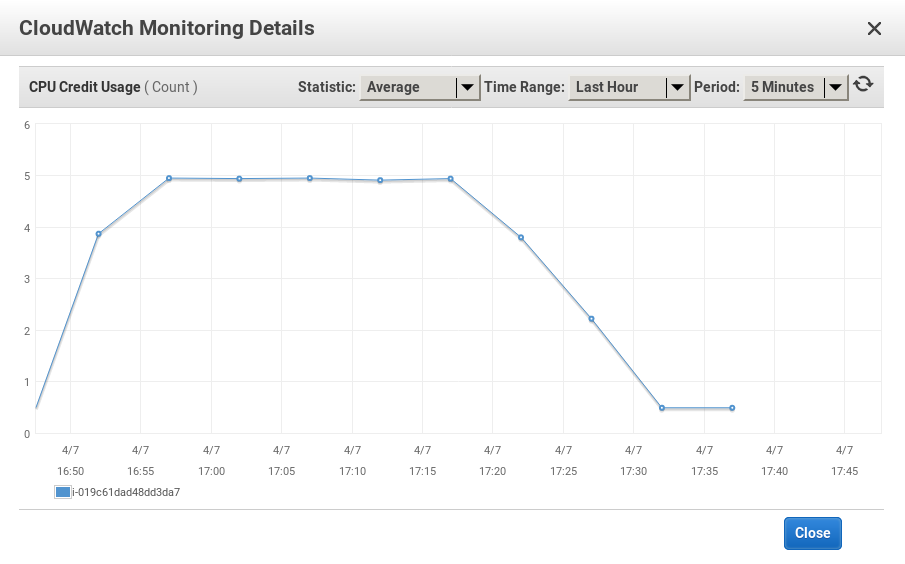 CloudWatch Monitoring Details
CPU Credit Usage ( Count ) Statistic: Average Time Range: Last Hour Period: 5 Minutes
6
5
4
3
2
1
0
4/7 4/7 4/7 4/7 4/7 4/7 4/7 4/7 4/7 4/7 4/7 4/7
16:50 16:55 17:00 17:05 17:10 17:15 17:20 17:25 17:30 17:35 17:40 17:45
i-019c61dad48dd3da7
Close